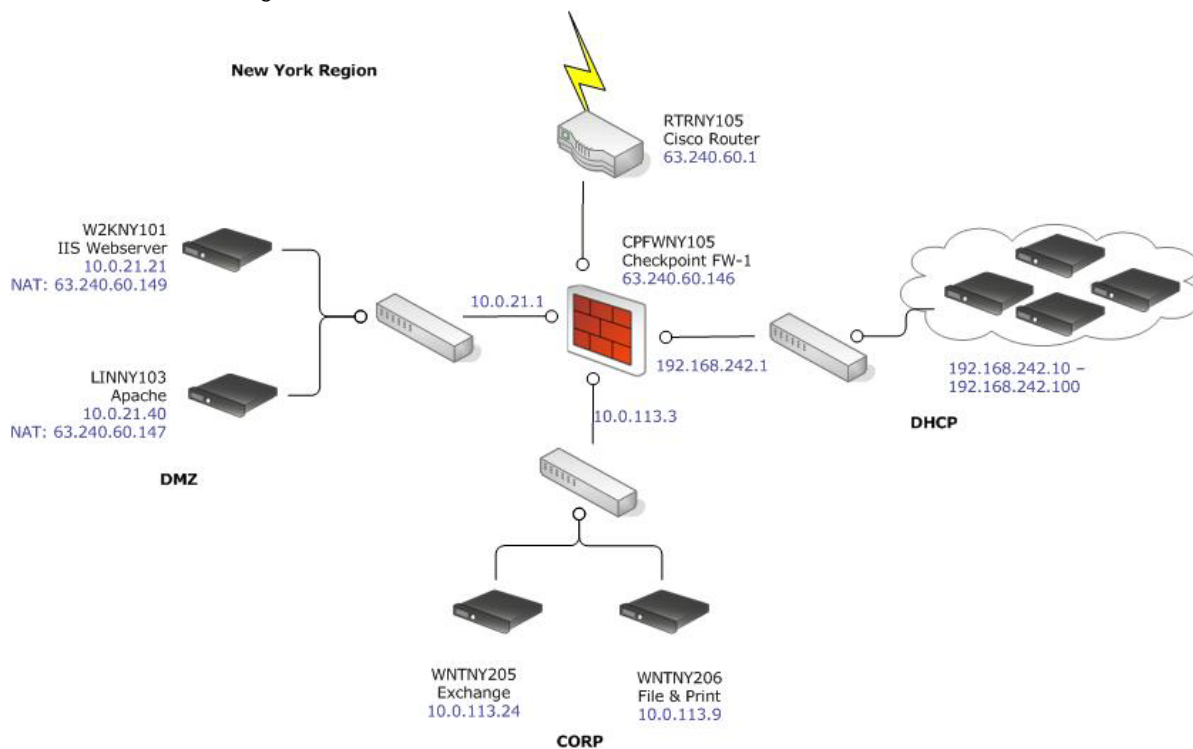 New York Region
RTRNY105
Cisco Router
63.240.60.1
W2KNY101
IIS Webserver
10.0.21.21
NAT: 63.240.60.149
CPFWNY105
Checkpoint FW-1
63.240.60.146
10.0.21.1
192.168.242.1
LINNY103
Apache
10.0.21.40
NAT: 63.240.60.147
DMZ
192.168.242.10 –
192.168.242.100
DHCP
10.0.113.3
WNTNY205
Exchange
10.0.113.24
WNTNY206
File & Print
10.0.113.9
CORP